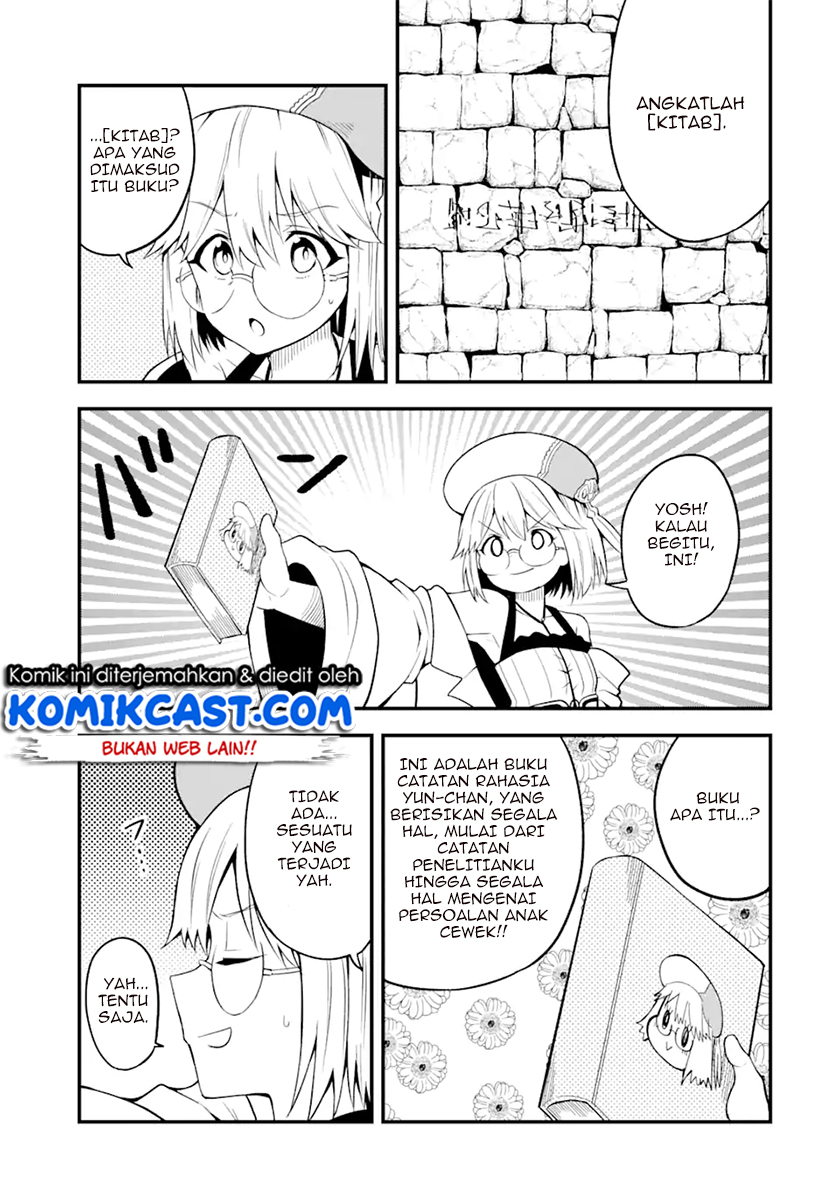 ANGKATLAH
[KITAB].
...[KITAB]?
APA YANG
DIMAKSUD
ITU BUKU?
YOSH!
KALAU
BEGITU,
INI!
Komik ini diterjemahkan & diedit oleh
KOMIKCAST.COM
BUKAN WEB LAIN!!
BUKU
APA ITU...?
INI ADALAH BUKU
CATATAN RAHASIA
YUN-CHAN, YANG
BERISIKAN SEGALA
HAL, MULAI DARI
CATATAN
PENELITIANKU
HINGGA SEGALA
HAL MENGENAI
PERSOALAN ANAK
CEWEK!!
TIDAK
ADA...
SESUATU
YANG
TERJADI
YAH.
YAH...
TENTU
SAJA.